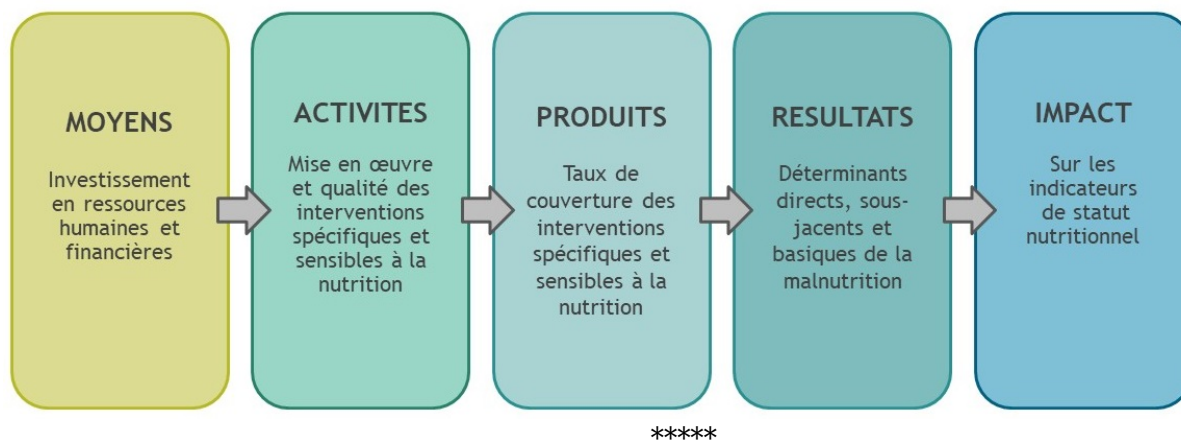 MOYENS
Investissement
en ressources
humaines et
financières
ACTIVITES
Mise en œuvre
et qualité des
interventions
spécifiques et
sensibles à la
nutrition
PRODUITS
Taux de
couverture des
interventions
spécifiques et
sensibles à la
nutrition
RESULTATS
Déterminants
directs, sous-
jacents et
basiques de la
malnutrition
IMPACT
Sur les
indicateurs
de statut
nutritionnel
*****